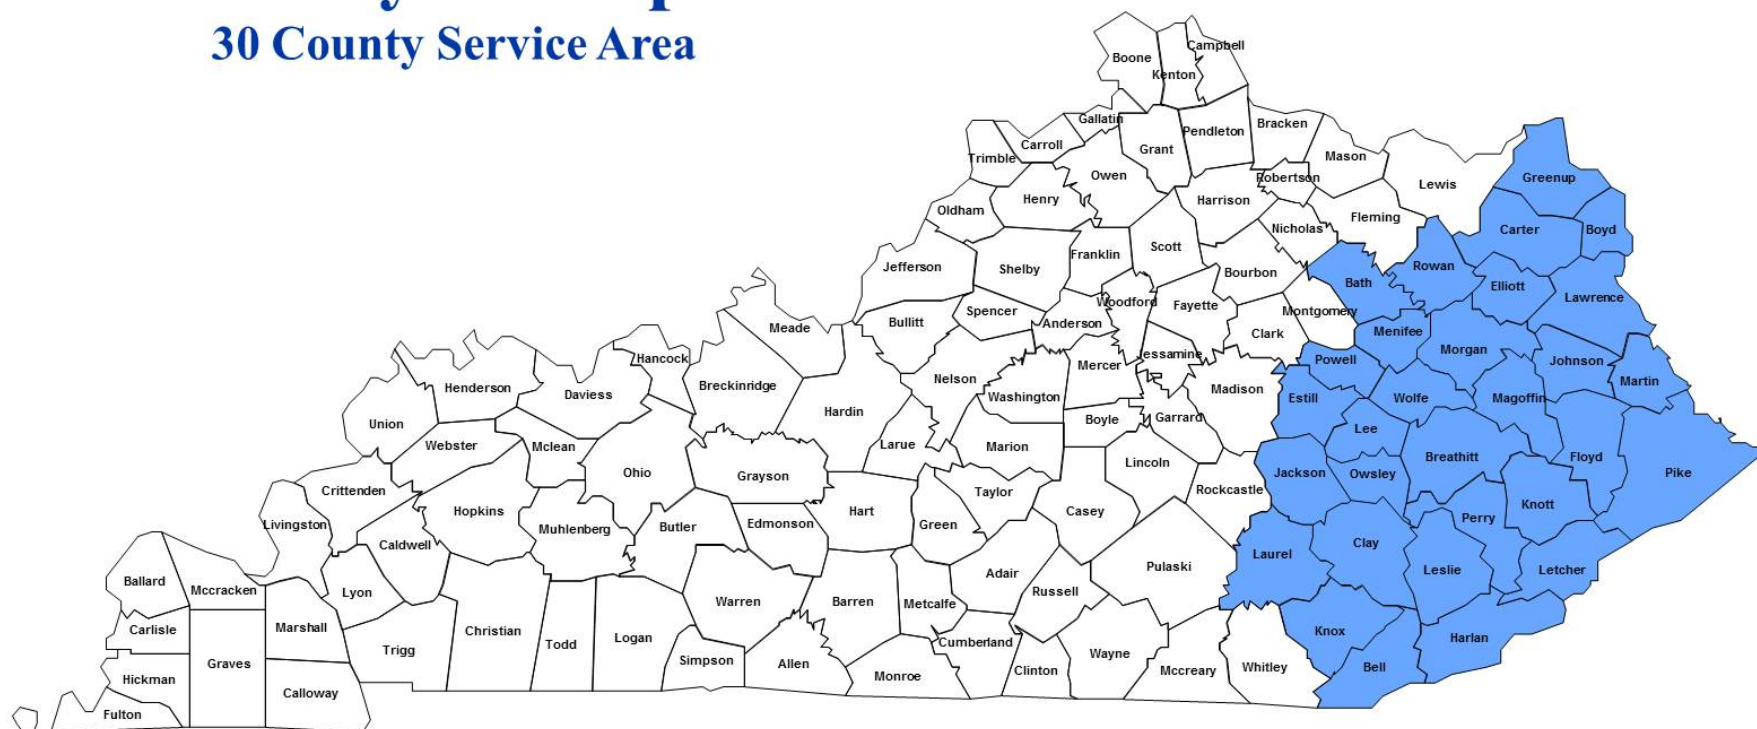 30 County Service Area
Campbell
Boone
Kenton
Gallatin
Pendleton
Bracken
Carroll
Grant
Trimble
Mason
Owen
Robertson
Lewis
Greenup
Henry
Harrison
Oldham
Fleming
Nicholas
Carter
Boyd
Scott
Franklin
Jefferson
Shelby
Bourbon
Rowan
Bath
Elliott
Lawrence
Woodford
Fayette
Spencer
Montgomery
Bullitt
Anderson
Meade
Clark
Menifee
Morgan
Jessamine
Hancock
Powell
Johnson
Mercer
Nelson
Martin
Breckinridge
Henderson
Madison
Daviess
Washington
Estill
Wolfe
Magoffin
Hardin
Garrard
Boyle
Union
Lee
Larue
Webster
Mclean
Marion
Breathitt
Floyd
Lincoln
Ohio
Grayson
Jackson
Owsley
Pike
Crittenden
Taylor
Rockcastle
Knott
Hopkins
Hart
Casey
Perry
Livingston
Green
Edmonson
Butler
Muhlenberg
Caldwell
Clay
Laurel
Pulaski
Leslie
Letcher
Adair
Ballard
Mccracken
Lyon
Russell
Warren
Barren
Metcalfe
Marshall
Carlisle
Christian
Knox
Logan
Harlan
Todd
Cumberland
Trigg
Wayne
Simpson
Graves
Allen
Bell
Whitley
Clinton
Mccreary
Monroe
Hickman
Calloway
Fulton